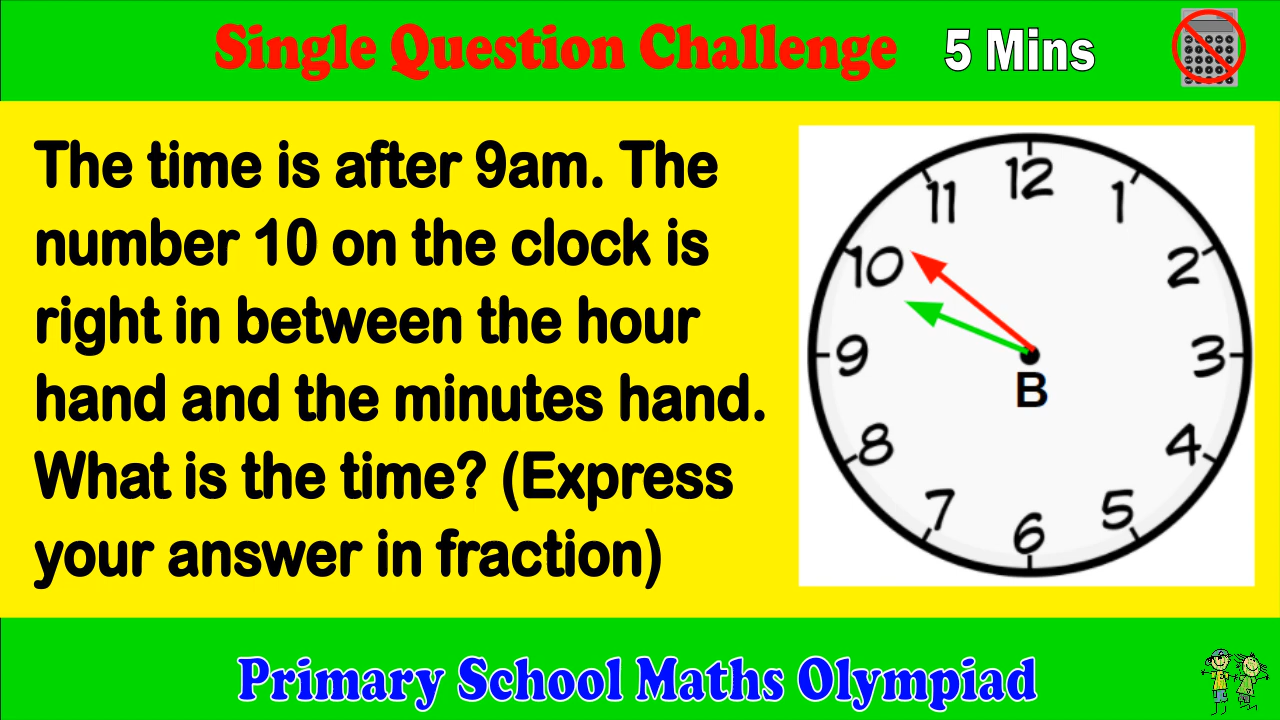 Single Question Challenge 5 Mins
The time is after 9am. The
number 10 on the clock is
right in between the hour
hand and the minutes hand.
What is the time? (Express
your answer in fraction)
12
11
1
10
2
9
3
B
8
4
7
5
6
Primary School Maths Olympiad